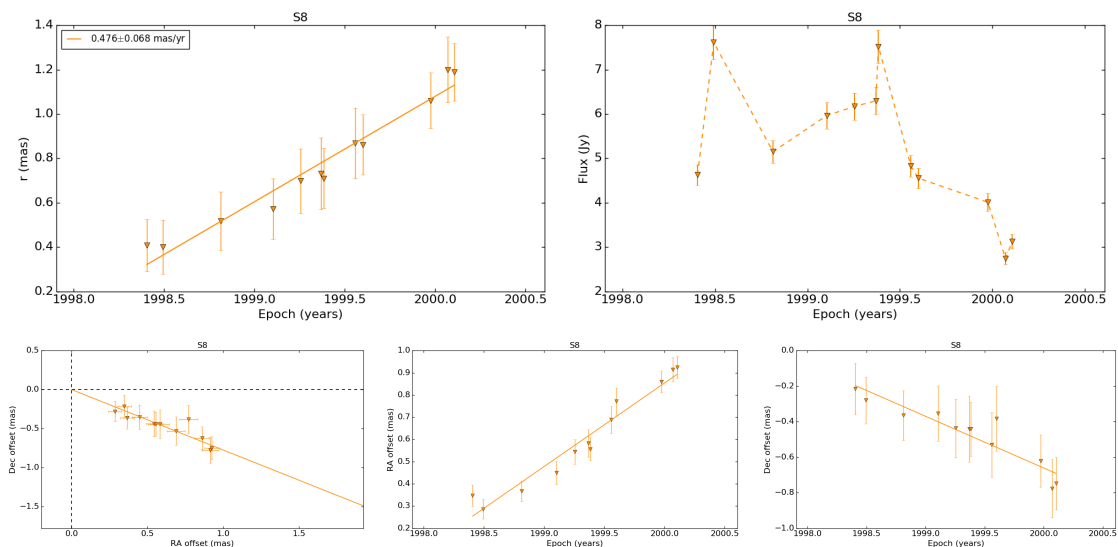 S8
0.476±0.068 mas/yr
r (mas)
1.4
1.2
1.0
0.8
0.6
0.4
0.2
1998.0 1998.5 1999.0 1999.5 2000.0 2000.5
Epoch (years)
S8
Flux (Jy)
8
7
6
5
4
3
2
1998.0 1998.5 1999.0 1999.5 2000.0 2000.5
Epoch (years)
S8
Dec offset (mas)
0.5
0.0
−0.5
−1.0
−1.5
0.0 0.5 1.0 1.5
RA offset (mas)
S8
RA offset (mas)
1.0
0.9
0.8
0.7
0.6
0.5
0.4
0.3
0.2
1998.0 1998.5 1999.0 1999.5 2000.0 2000.5
Epoch (years)
S8
Dec offset (mas)
0.0
−0.2
−0.4
−0.6
−0.8
−1.0
1998.0 1998.5 1999.0 1999.5 2000.0 2000.5
Epoch (years)